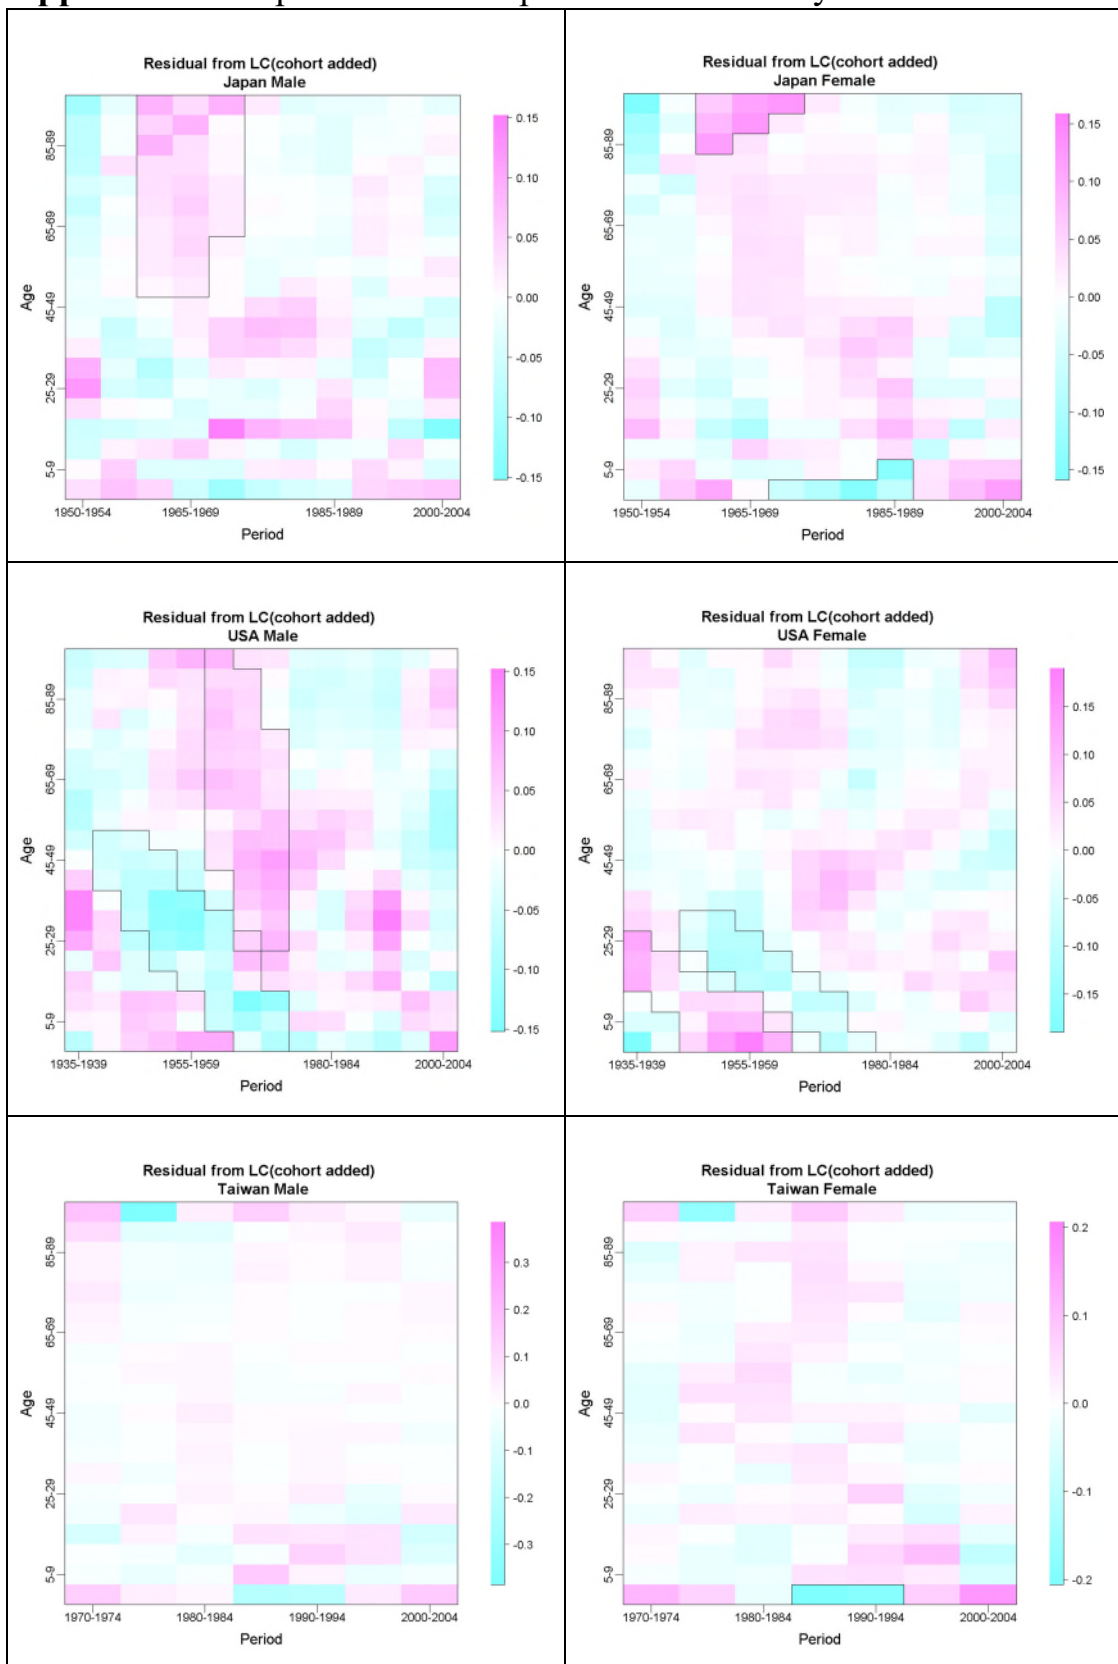 Residual from LC(cohort added)
Japan Male
Age
85-89
65-69
45-49
25-29
5-9
1950-1954 1965-1969 1985-1989 2000-2004
Period
0.15
0.10
0.05
0.00
-0.05
-0.10
-0.15
Residual from LC(cohort added)
Japan Female
Age
85-89
65-69
45-49
25-29
5-9
1950-1954 1965-1969 1985-1989 2000-2004
Period
0.15
0.10
0.05
0.00
-0.05
-0.10
-0.15
Residual from LC(cohort added)
USA Male
Age
85-89
65-69
45-49
25-29
5-9
1935-1939 1955-1959 1980-1984 2000-2004
Period
0.15
0.10
0.05
0.00
-0.05
-0.10
-0.15
Residual from LC(cohort added)
USA Female
Age
85-89
65-69
45-49
25-29
5-9
1935-1939 1955-1959 1980-1984 2000-2004
Period
0.15
0.10
0.05
0.00
-0.05
-0.10
-0.15
Residual from LC(cohort added)
Taiwan Male
Age
85-89
65-69
45-49
25-29
5-9
1970-1974 1980-1984 1990-1994 2000-2004
Period
0.3
0.2
0.1
0.0
-0.1
-0.2
-0.3
Residual from LC(cohort added)
Taiwan Female
Age
85-89
65-69
45-49
25-29
5-9
1970-1974 1980-1984 1990-1994 2000-2004
Period
0.2
0.1
0.0
-0.1
-0.2